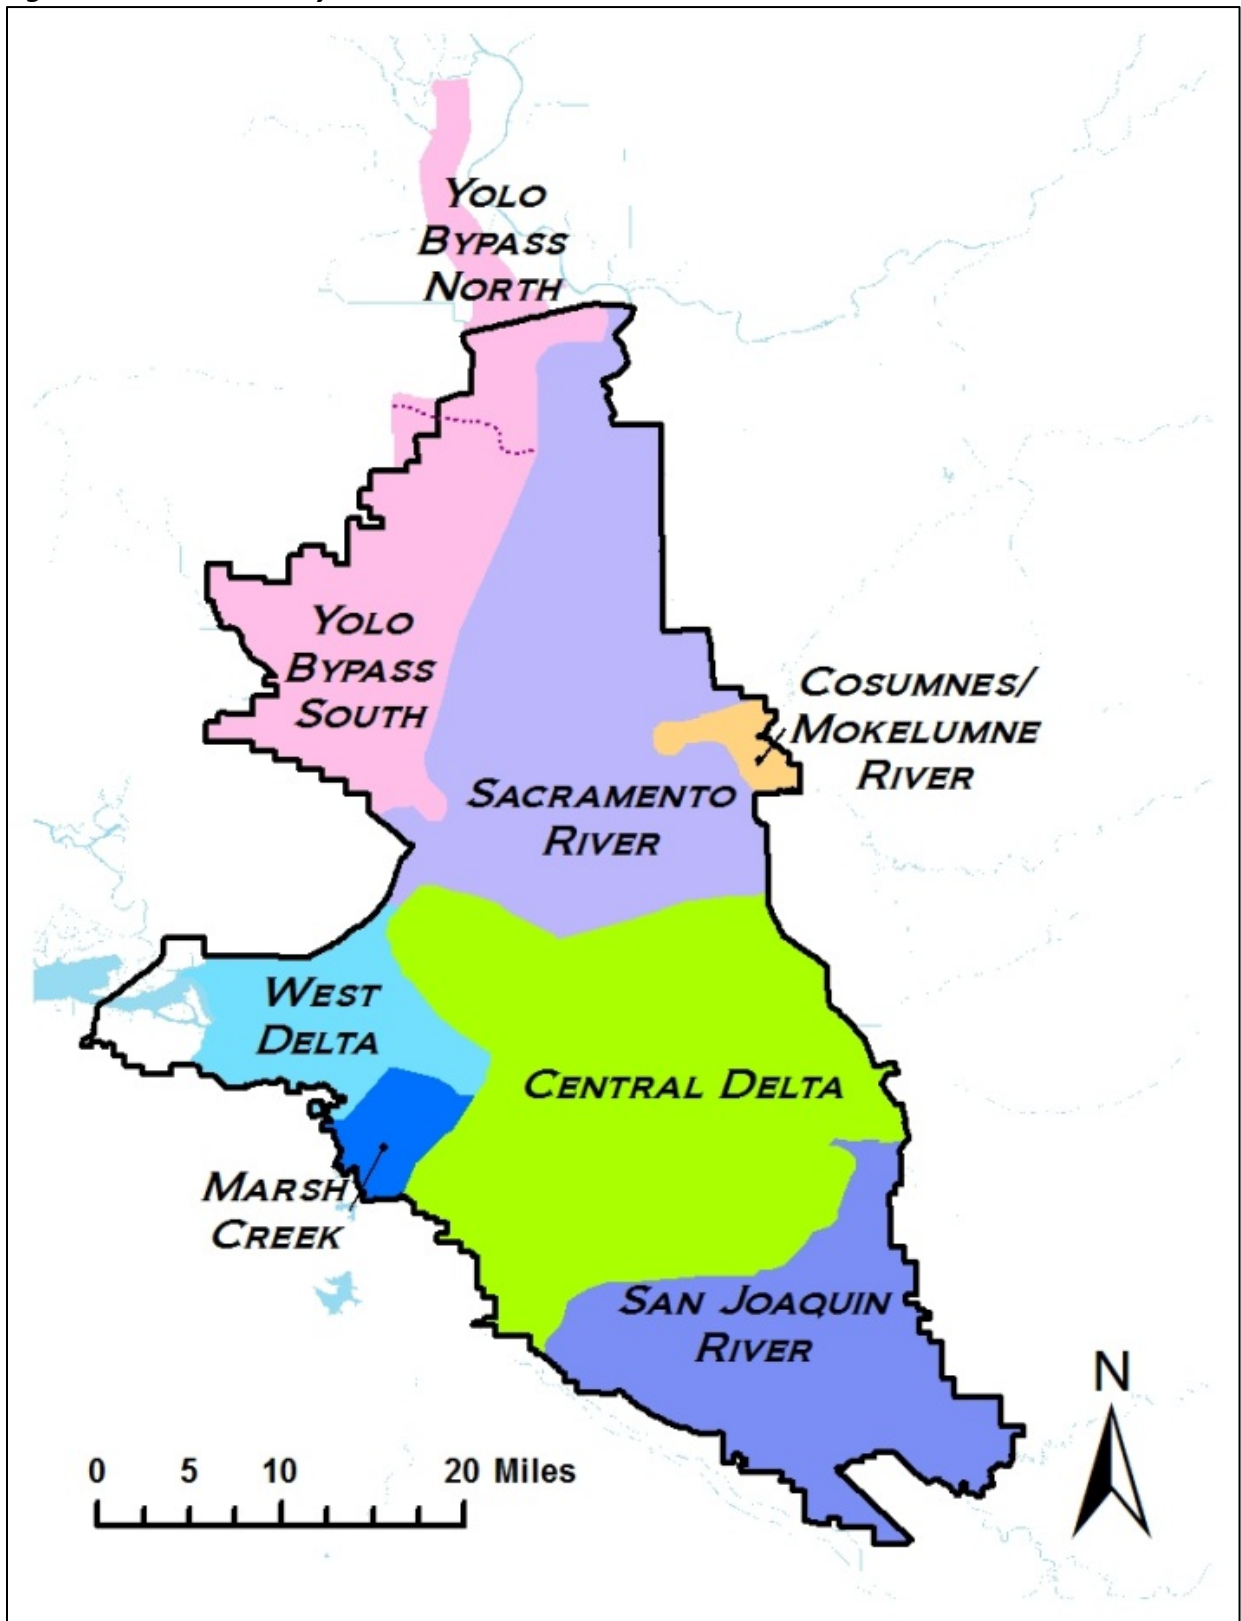 YOLO
BYPASS
NORTH
YOLO
BYPASS
SOUTH
COSUMNES/
MOKELUMNE
RIVER
SACRAMENTO
RIVER
WEST
DELTA
CENTRAL DELTA
MARSH
CREEK
SAN JOAQUIN
RIVER
N
0 5 10 20 Miles